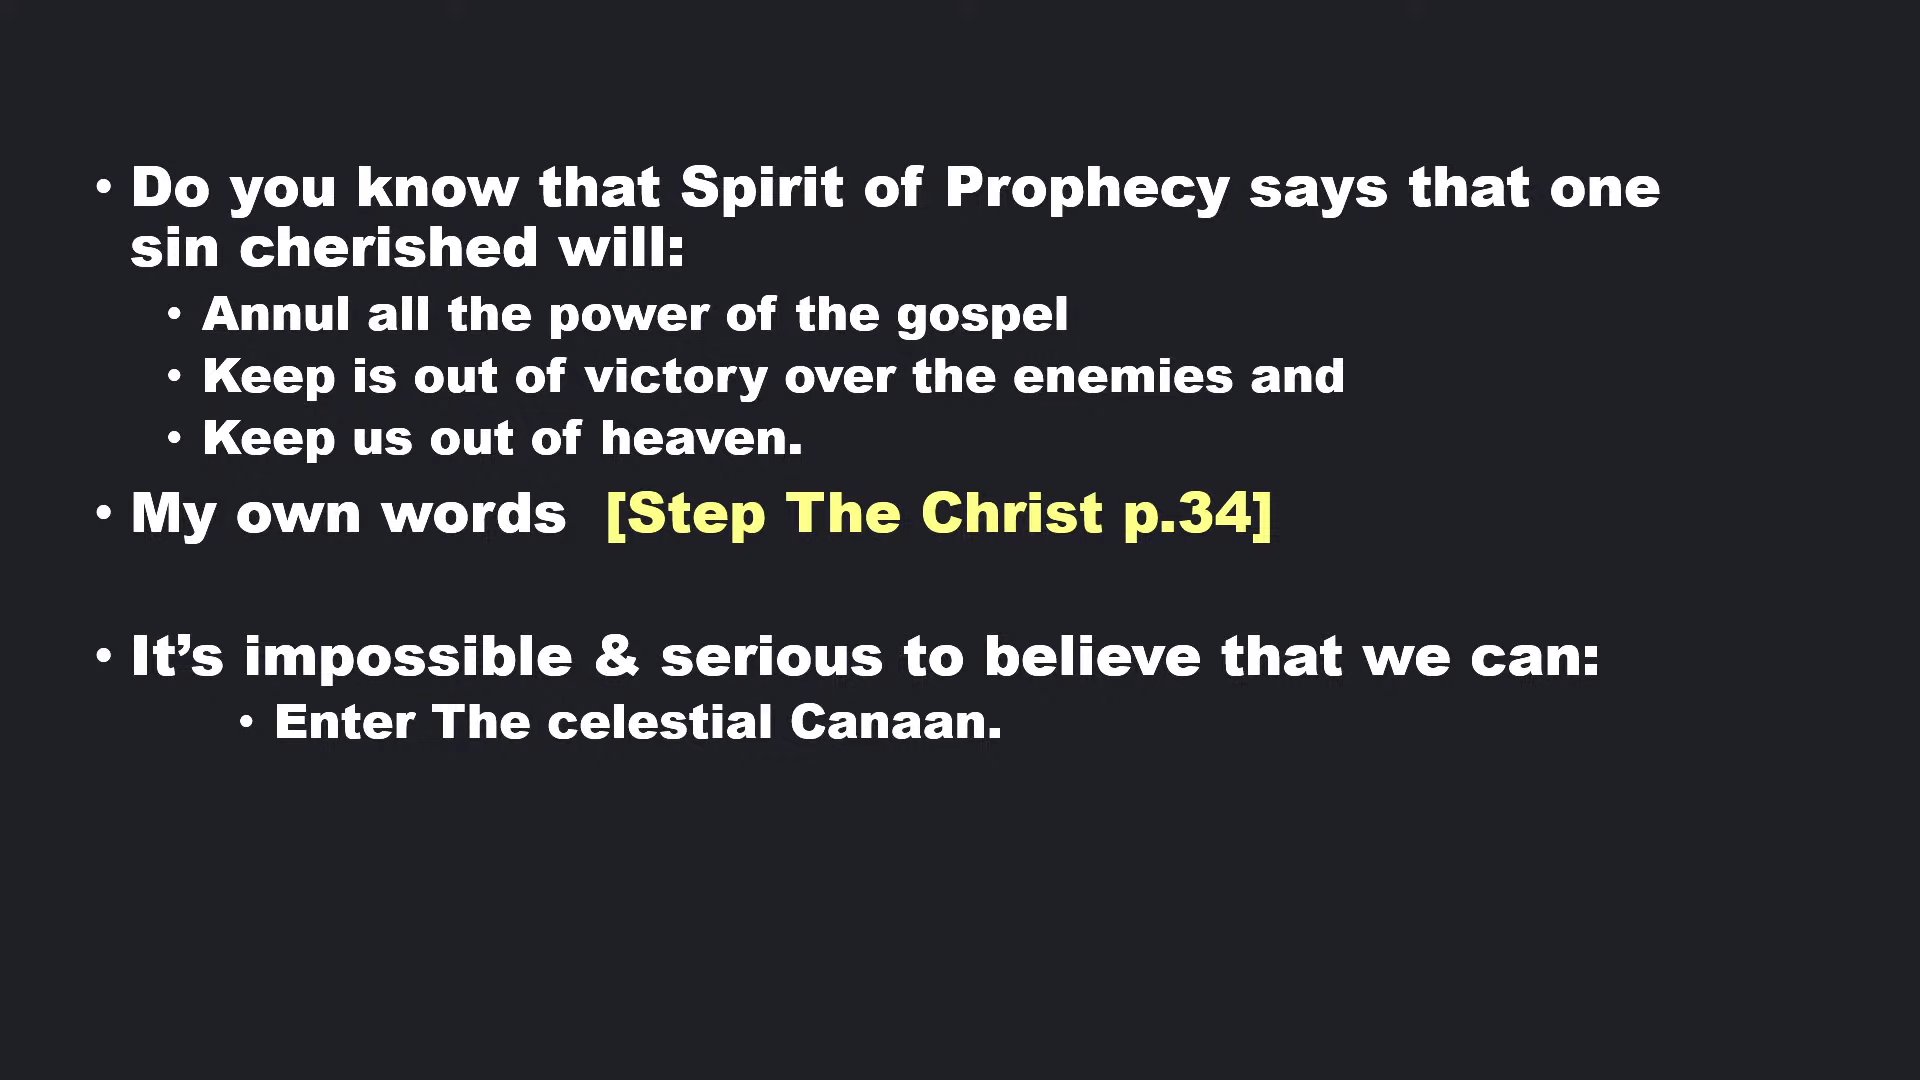 • Do you know that Spirit of Prophecy says that one
sin cherished will:
• Annul all the power of the gospel
• Keep is out of victory over the enemies and
• Keep us out of heaven.
• My own words [Step The Christ p.34]
• It’s impossible & serious to believe that we can:
• Enter The celestial Canaan.